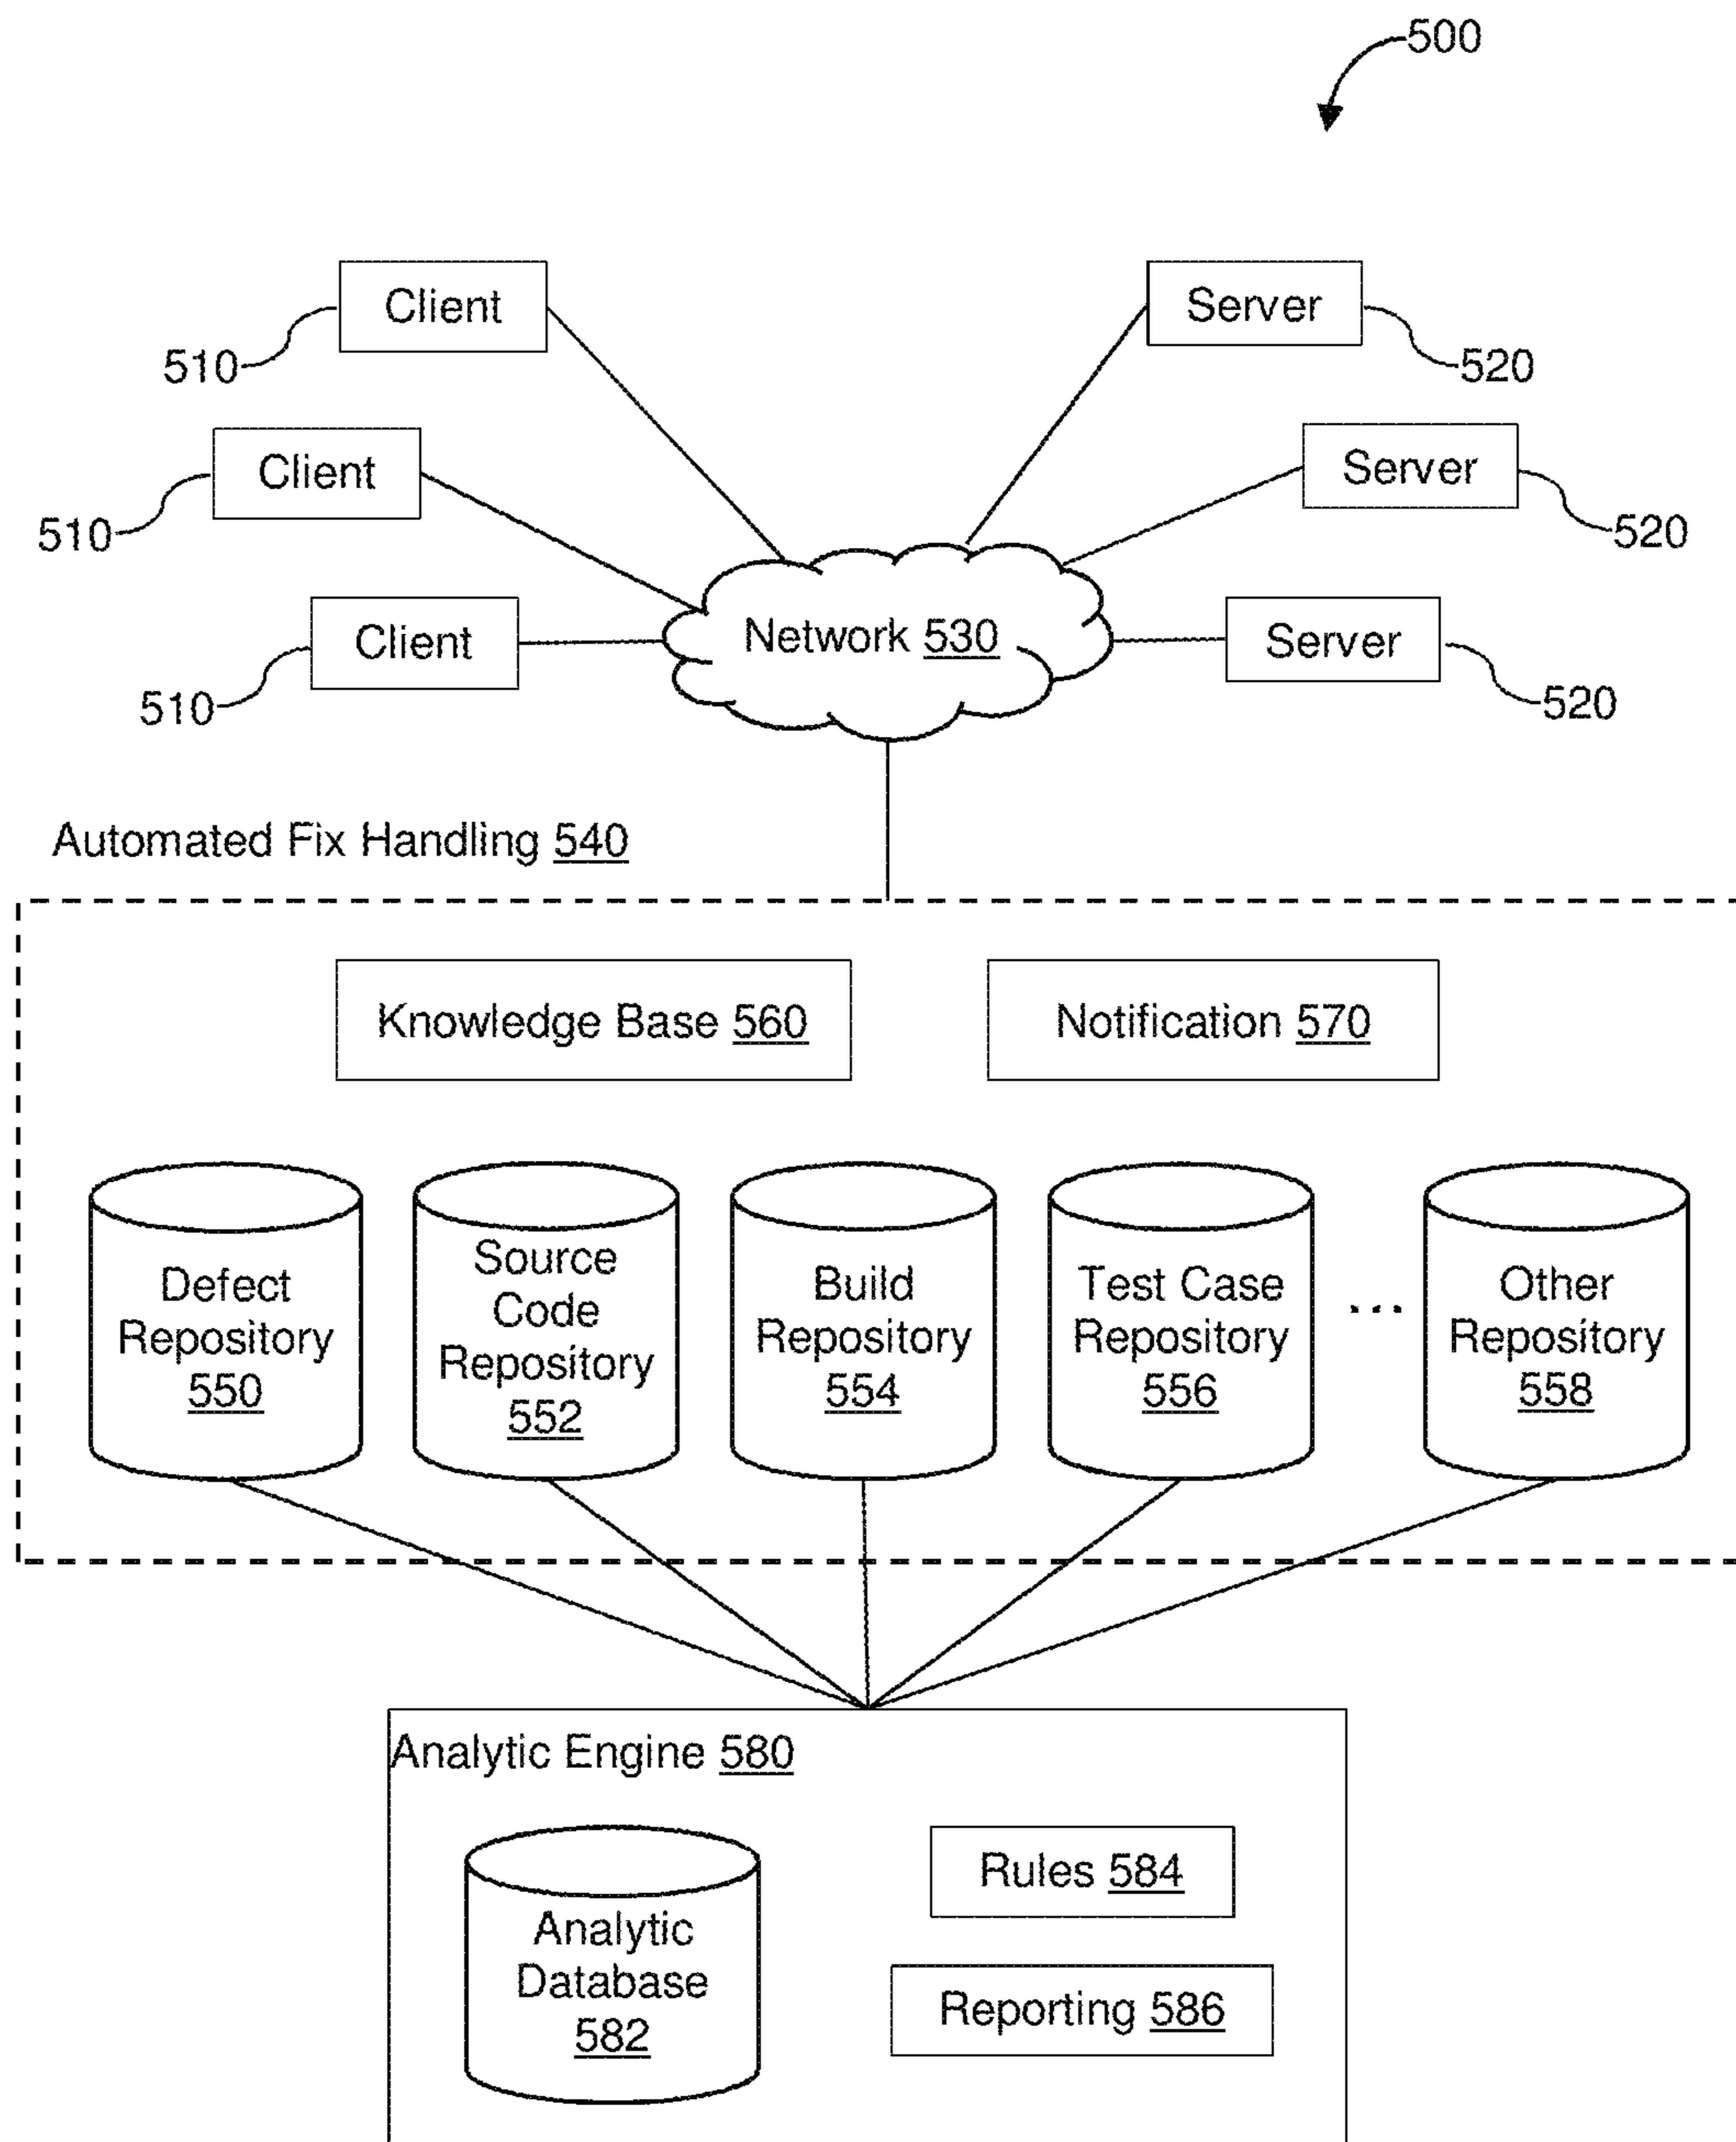 500
Client
Server
510
520
Client
Server
510
520
Network 530
Client
Server
510
520
Automated Fix Handling 540
Knowledge Base 560
Notification 570
Defect
Repository
550
Source
Code
Repository
552
Build
Repository
554
Test Case
Repository
556
...
Other
Repository
558
Analytic Engine 580
Analytic
Database
582
Rules 584
Reporting 586